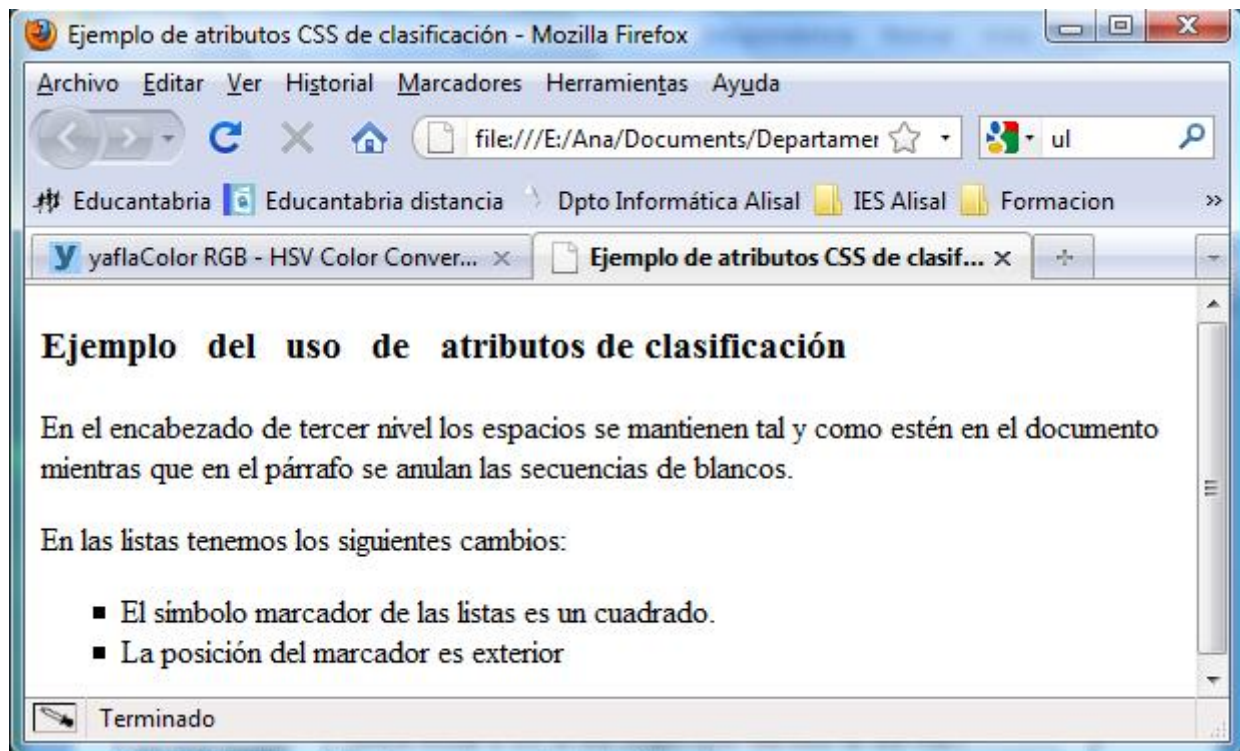 Ejemplo de atributos CSS de clasificación - Mozilla Firefox
Archivo Editar Ver Historial Marcadores Herramientas Ayuda
file:///E:/Ana/Documents/Departamer ul
Educantabria Educantabria distancia Dpto Informática Alisal IES Alisal Formacion »
y yaflaColor RGB - HSV Color Conver... Ejemplo de atributos CSS de clasif...
Ejemplo del uso de atributos de clasificación
En el encabezado de tercer nivel los espacios se mantienen tal y como estén en el documento
mientras que en el párrafo se anulan las secuencias de blancos.
En las listas tenemos los siguientes cambios:
▪ El símbolo marcador de las listas es un cuadrado.
▪ La posición del marcador es exterior
Terminado